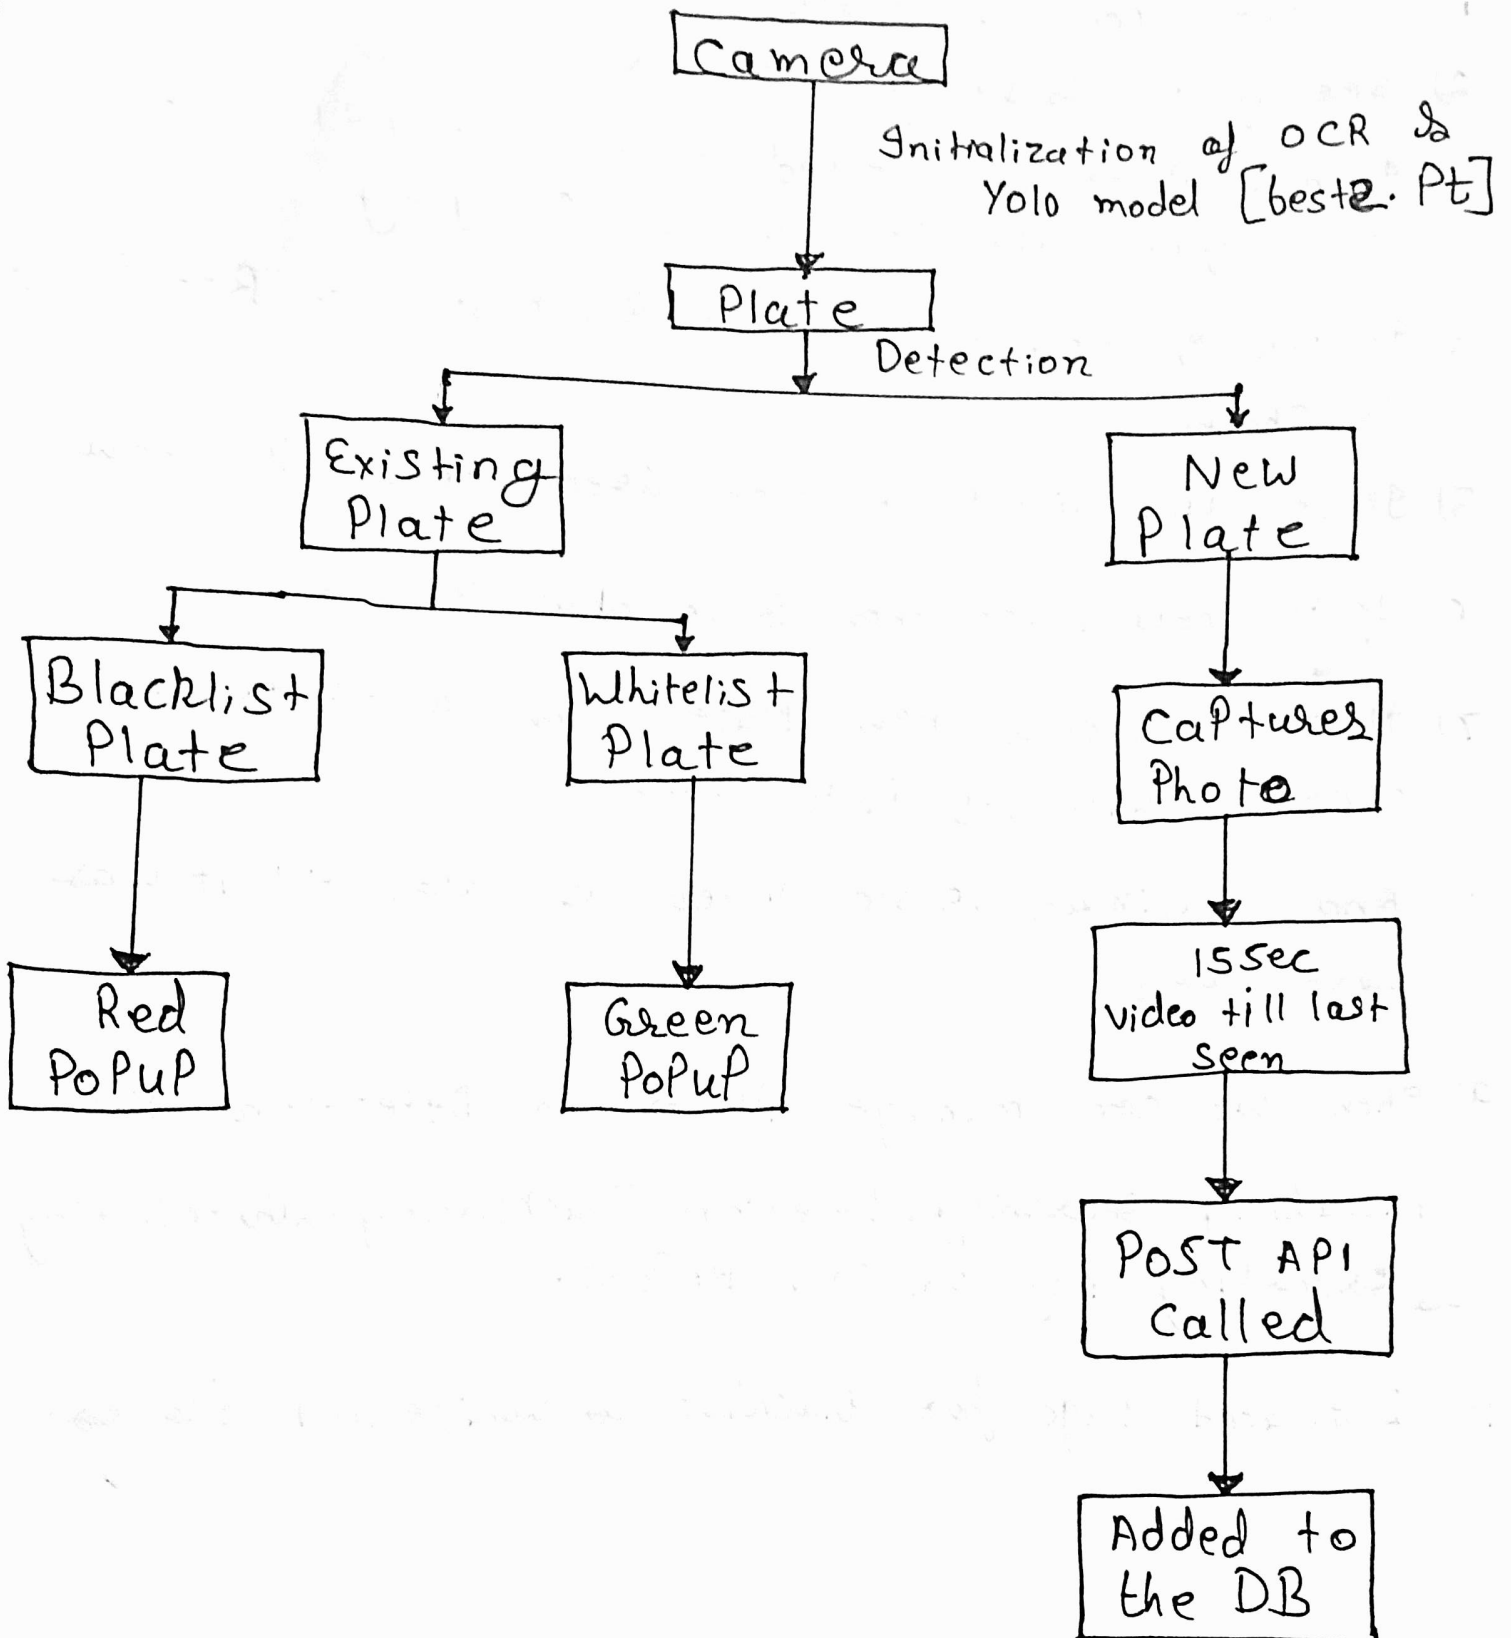 Camera
Initialization of OCR &
Yolo model [best2.Pt]
Plate
Detection
Existing
Plate
New
Plate
Blacklist
Plate
Whitelist
Plate
Captures
Photo
Red
PoPuP
Green
PoPuP
15sec
video till last
seen
PoST API
Called
Added to
the DB